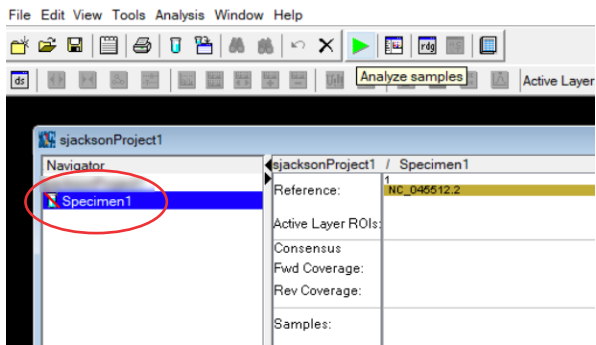 File Edit View Tools Analysis Window Help
rdg
Analyze samples
ds
Active Layer
sjacksonProject1
Navigator
sjacksonProject1 / Specimen1
1
Reference:
NC_045512.2
Specimen1
Active Layer ROIs:
Consensus
Fwd Coverage:
Rev Coverage:
Samples: